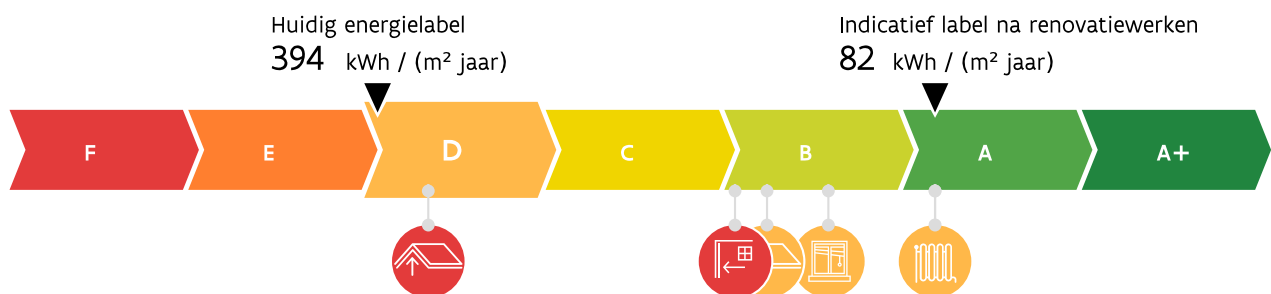 Huidig energielabel
394 kWh / (m² jaar)
Indicatief label na renovatiewerken
82 kWh / (m² jaar)
F E D C B A A+